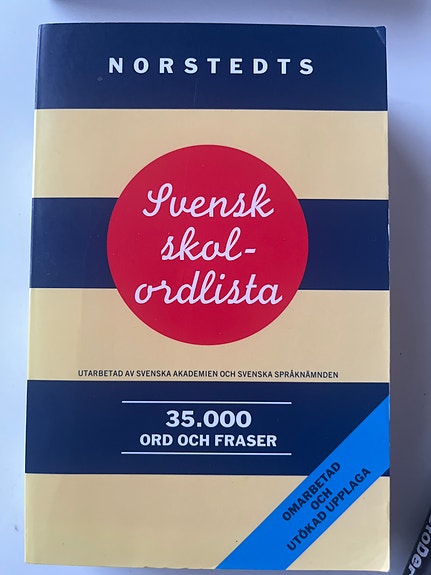 NORSTEDTS
Svensk
skol-
ordlista
UTARBETAD AV SVENSKA AKADEMIEN OCH SVENSKA SPRÅKNÄMNDEN
35.000
ORD OCH FRASER
OMARBETAD
OCH
UTÖKAD UPPLAGA